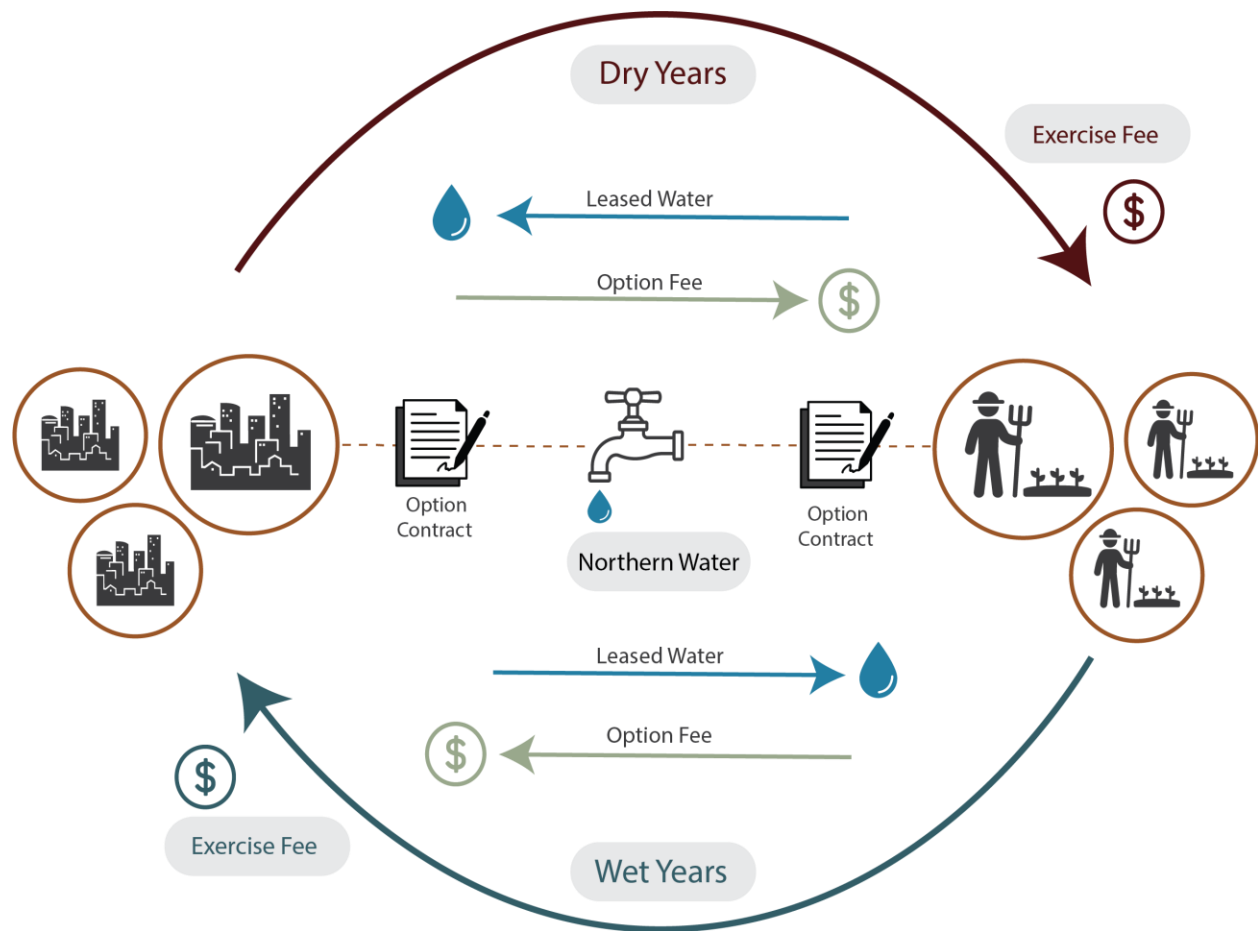 Dry Years
Exercise Fee
$
Leased Water
Option Fee
$
Option
Contract
Northern Water
Option
Contract
Leased Water
Option Fee
$
$
Exercise Fee
Wet Years